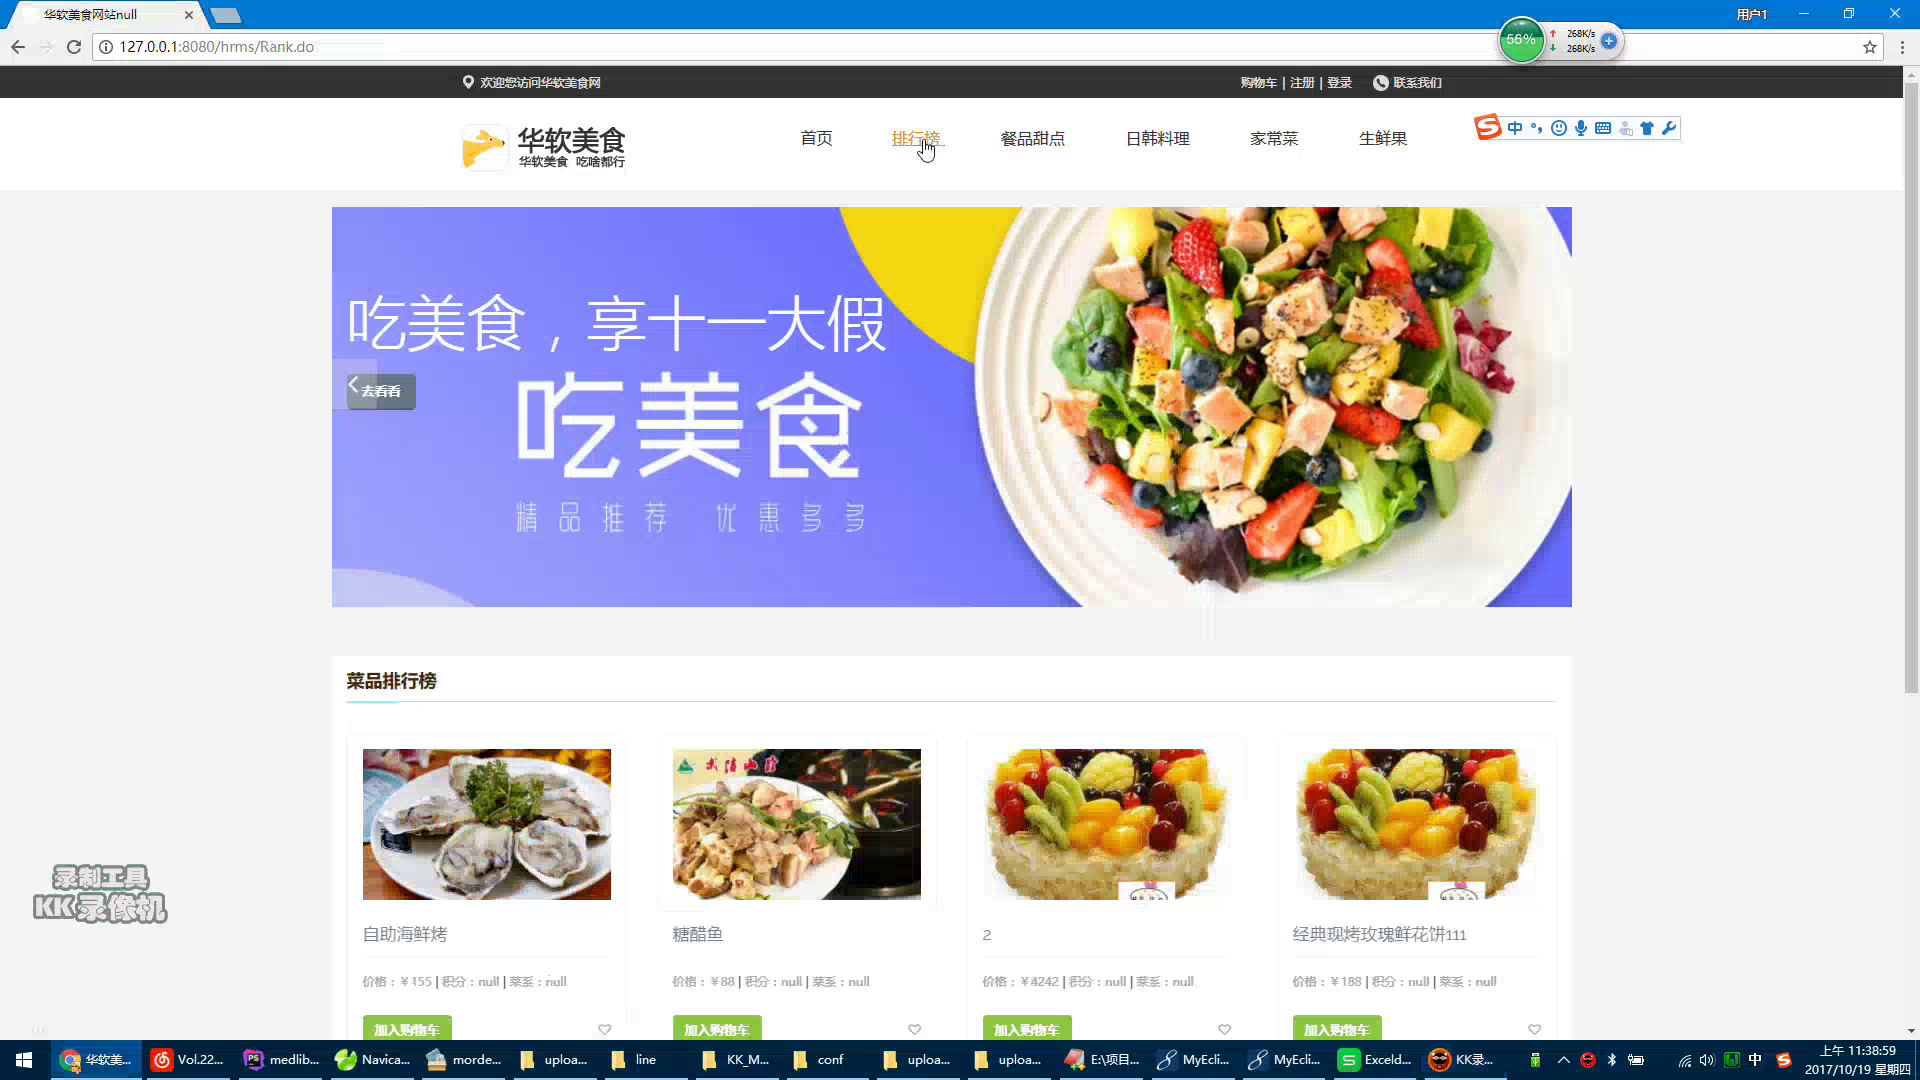 华软美食网站null
用户1
127.0.0.1:8080/hrms/Rank.do
56%
268K/s
268K/s
欢迎您访问华软美食网
购物车 | 注册 | 登录
联系我们
华软美食
华软美食 吃啥都行
首页
排行榜
餐品甜点
日韩料理
家常菜
生鲜果
中
吃美食，享十一大假
去看看
吃美食
精品推荐 优惠多多
菜品排行榜
自助海鲜烤
糖醋鱼
2
经典现烤玫瑰鲜花饼111
价格：￥155 | 积分：null | 菜系：null
价格：￥88 | 积分：null | 菜系：null
价格：￥4242 | 积分：null | 菜系：null
价格：￥188 | 积分：null | 菜系：null
加入购物车
加入购物车
加入购物车
加入购物车
录制工具
KK录像机
华软美...
Vol.22...
medlib...
Navica...
morde...
uploa...
line
KK_M...
conf
uploa...
uploa...
E:\项目...
MyEcli...
MyEcli...
Exceld...
KK录...
中
上午 11:38:59
2017/10/19 星期四